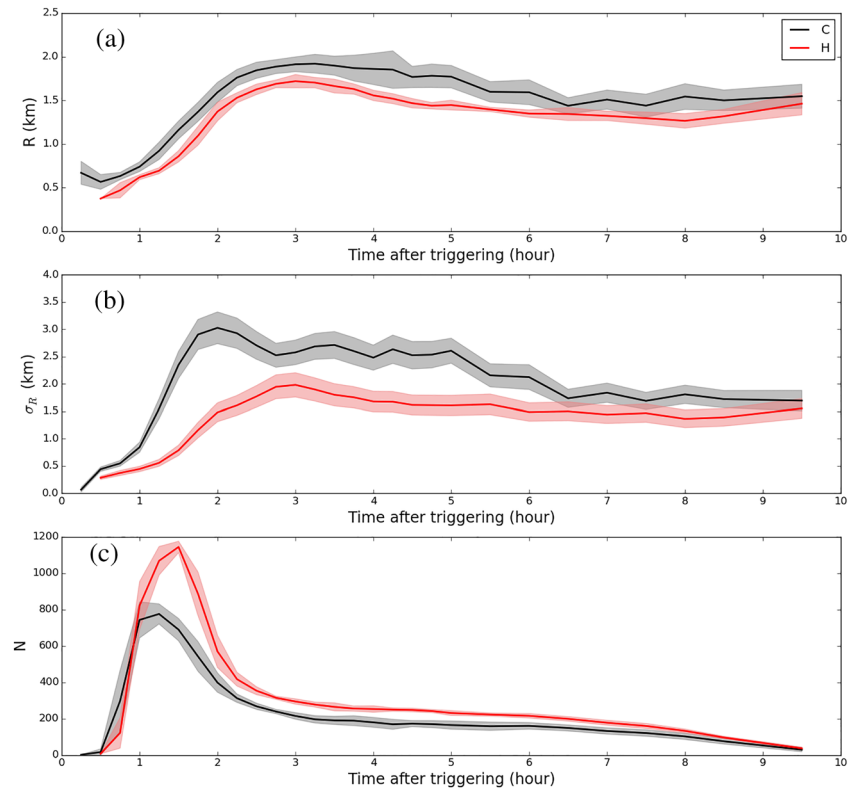 (a)
C
H
2.5
2.0
1.5
1.0
0.5
0.0
R (km)
0 1 2 3 4 5 6 7 8 9 10
Time after triggering (hour)
(b)
4.0
3.5
3.0
2.5
2.0
1.5
1.0
0.5
0.0
σR (km)
0 1 2 3 4 5 6 7 8 9 10
Time after triggering (hour)
(c)
1200
1000
800
600
400
200
0
N
0 1 2 3 4 5 6 7 8 9 10
Time after triggering (hour)